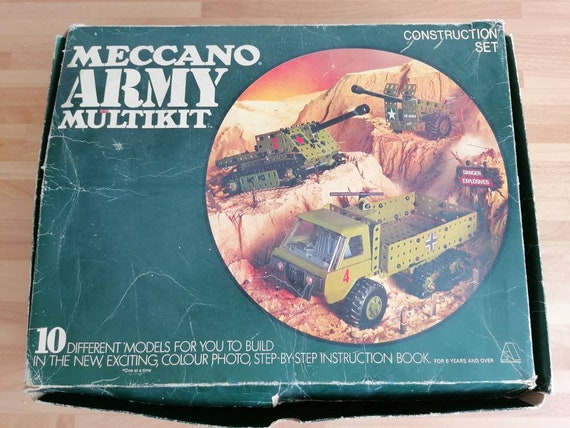 MECCANO®
ARMY
MULTIKIT
CONSTRUCTION
SET
DANGER
EXPLOSIVES
4
10 DIFFERENT *MODELS FOR YOU TO BUILD
IN THE NEW, EXCITING, COLOUR PHOTO, STEP-BY-STEP INSTRUCTION BOOK. FOR 8 YEARS AND OVER
*One at a time